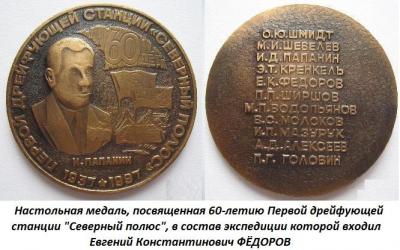 ПЕРВОЙ ДРЕЙФУЮЩЕЙ СТАНЦИИ "СЕВЕРНЫЙ ПОЛЮС"
60 ЛЕТ
И. ПАПАНИН
1937 * 1997
О.Ю. ШМИДТ
М.И. ШЕВЕЛЕВ
И.Д. ПАПАНИН
Э.Т. КРЕНКЕЛЬ
Е.К. ФЕДОРОВ
П.П. ШИРШОВ
М.П. ВОДОПЬЯНОВ
В.С. МОЛОКОВ
И.П. МАЗУРУК
А.Д. АЛЕКСЕЕВ
П.Г. ГОЛОВИН
Настольная медаль, посвященная 60-летию Первой дрейфующей
станции "Северный полюс", в состав экспедиции которой входил
Евгений Константинович ФЁДОРОВ